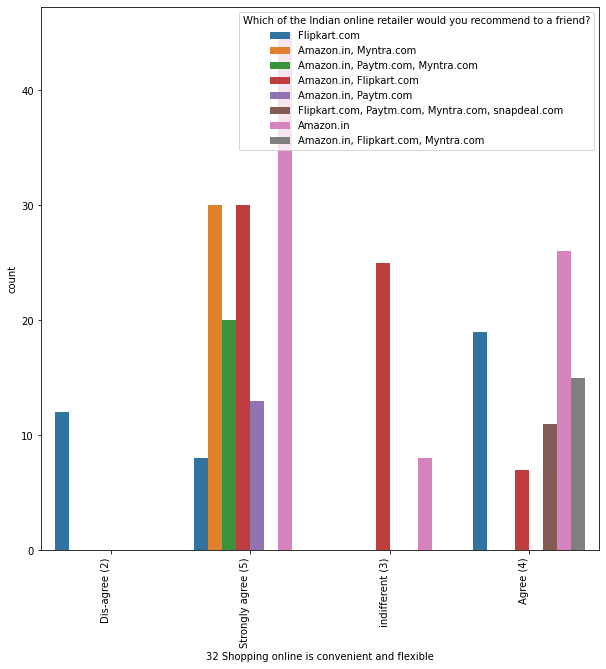 Which of the Indian online retailer would you recommend to a friend?
Flipkart.com
Amazon.in, Myntra.com
Amazon.in, Paytm.com, Myntra.com
Amazon.in, Flipkart.com
Amazon.in, Paytm.com
Flipkart.com, Paytm.com, Myntra.com, snapdeal.com
Amazon.in
Amazon.in, Flipkart.com, Myntra.com
40
30
20
10
0
count
Dis-agree (2)
Strongly agree (5)
indifferent (3)
Agree (4)
32 Shopping online is convenient and flexible